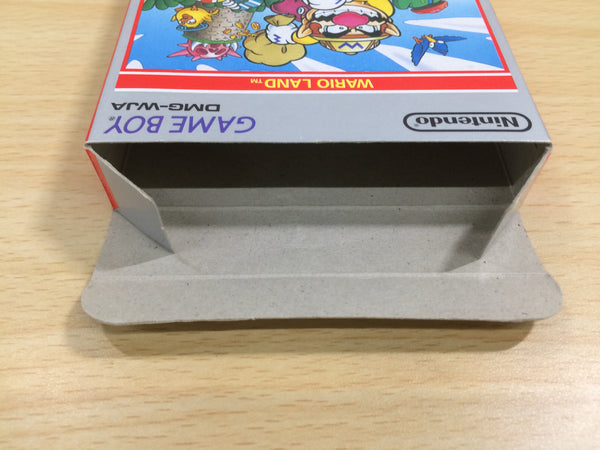 Nintendo®
GAME BOY®
DMG-WJA
WARIO LAND™
W